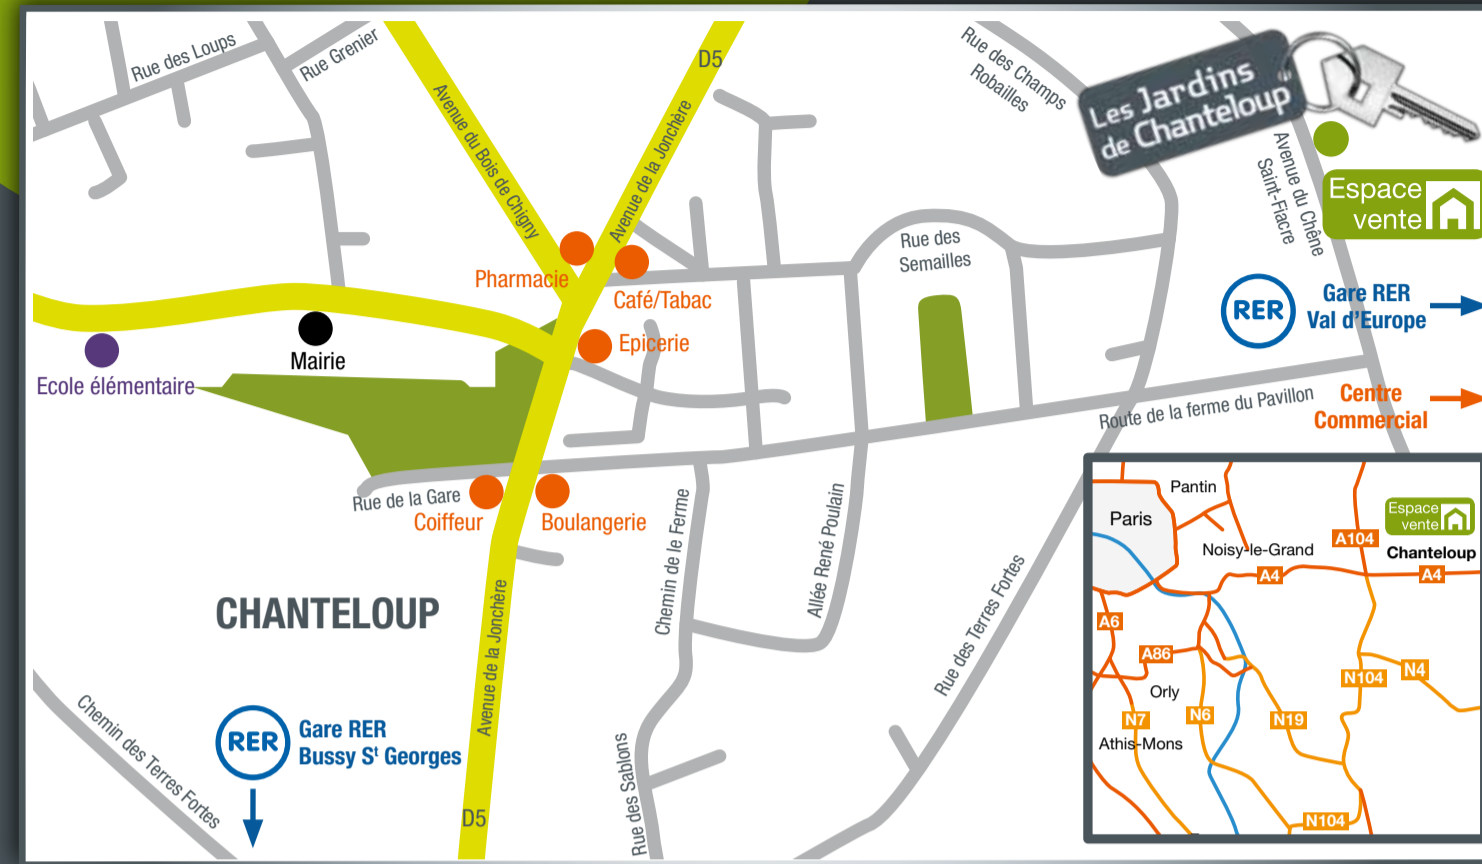 Rue des Loups
Rue Grenier
Avenue du Bois de Chigny
D5
Avenue de la Jonchère
Rue des Champs
Robailles
Les Jardins
de Chanteloup
Avenue du Chêne
Saint-Fiacre
Espace
vente
Rue des
Semailles
Pharmacie
Café/Tabac
Epicerie
Mairie
Ecole élémentaire
RER
Gare RER
Val d'Europe
Centre
Commercial
Route de la ferme du Pavillon
Rue de la Gare
Coiffeur
Boulangerie
Chemin de le Ferme
Allée René Poulain
Rue des Terres Fortes
CHANTELOUP
Avenue de la Jonchère
Chemin des Terres Fortes
RER
Gare RER
Bussy St Georges
D5
Rue des Sablons
Pantin
Paris
Noisy-le-Grand
A104
Espace
vente
Chanteloup
A4
A4
A6
A86
Orly
N104
N4
N7
N6
N19
Athis-Mons
N104